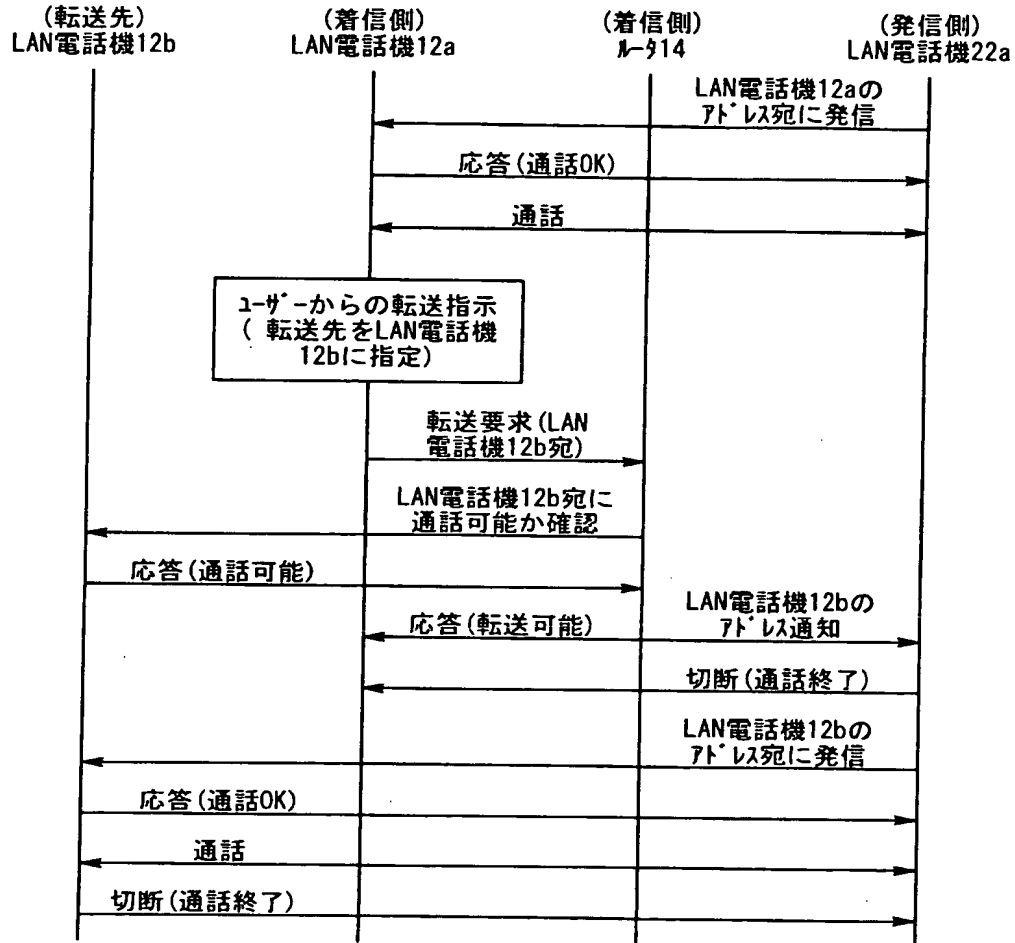 (転送先)
LAN電話機12b
(着信側)
LAN電話機12a
(着信側)
ﾙｰﾀ14
(発信側)
LAN電話機22a
LAN電話機12aの
ｱﾄﾞﾚｽ宛に発信
応答(通話OK)
通話
ﾕｰｻﾞｰからの転送指示
( 転送先をLAN電話機
12bに指定)
転送要求(LAN
電話機12b宛)
LAN電話機12b宛に
通話可能か確認
応答(通話可能)
LAN電話機12bの
ｱﾄﾞﾚｽ通知
応答(転送可能)
切断(通話終了)
LAN電話機12bの
ｱﾄﾞﾚｽ宛に発信
応答(通話OK)
通話
切断(通話終了)